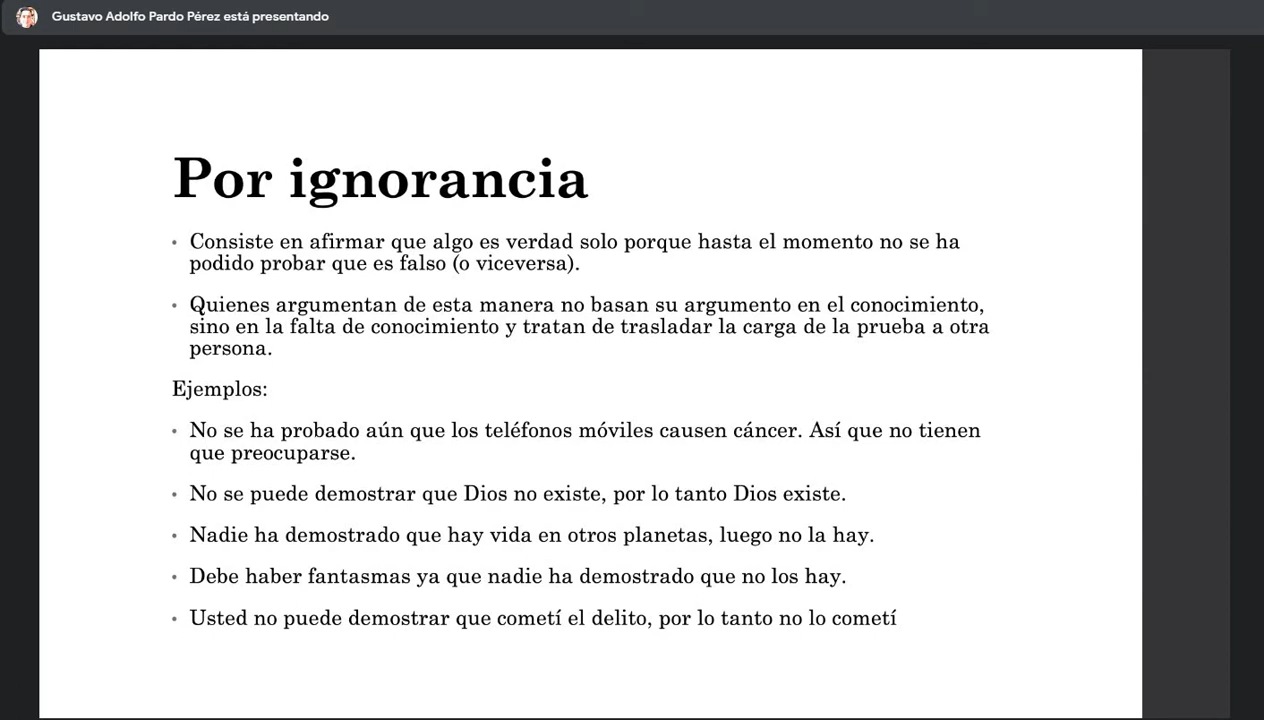 Gustavo Adolfo Pardo Pérez está presentando
Por ignorancia
• Consiste en afirmar que algo es verdad solo porque hasta el momento no se ha
podido probar que es falso (o viceversa).
• Quienes argumentan de esta manera no basan su argumento en el conocimiento,
sino en la falta de conocimiento y tratan de trasladar la carga de la prueba a otra
persona.
Ejemplos:
• No se ha probado aún que los teléfonos móviles causen cáncer. Así que no tienen
que preocuparse.
• No se puede demostrar que Dios no existe, por lo tanto Dios existe.
• Nadie ha demostrado que hay vida en otros planetas, luego no la hay.
• Debe haber fantasmas ya que nadie ha demostrado que no los hay.
• Usted no puede demostrar que cometí el delito, por lo tanto no lo cometí